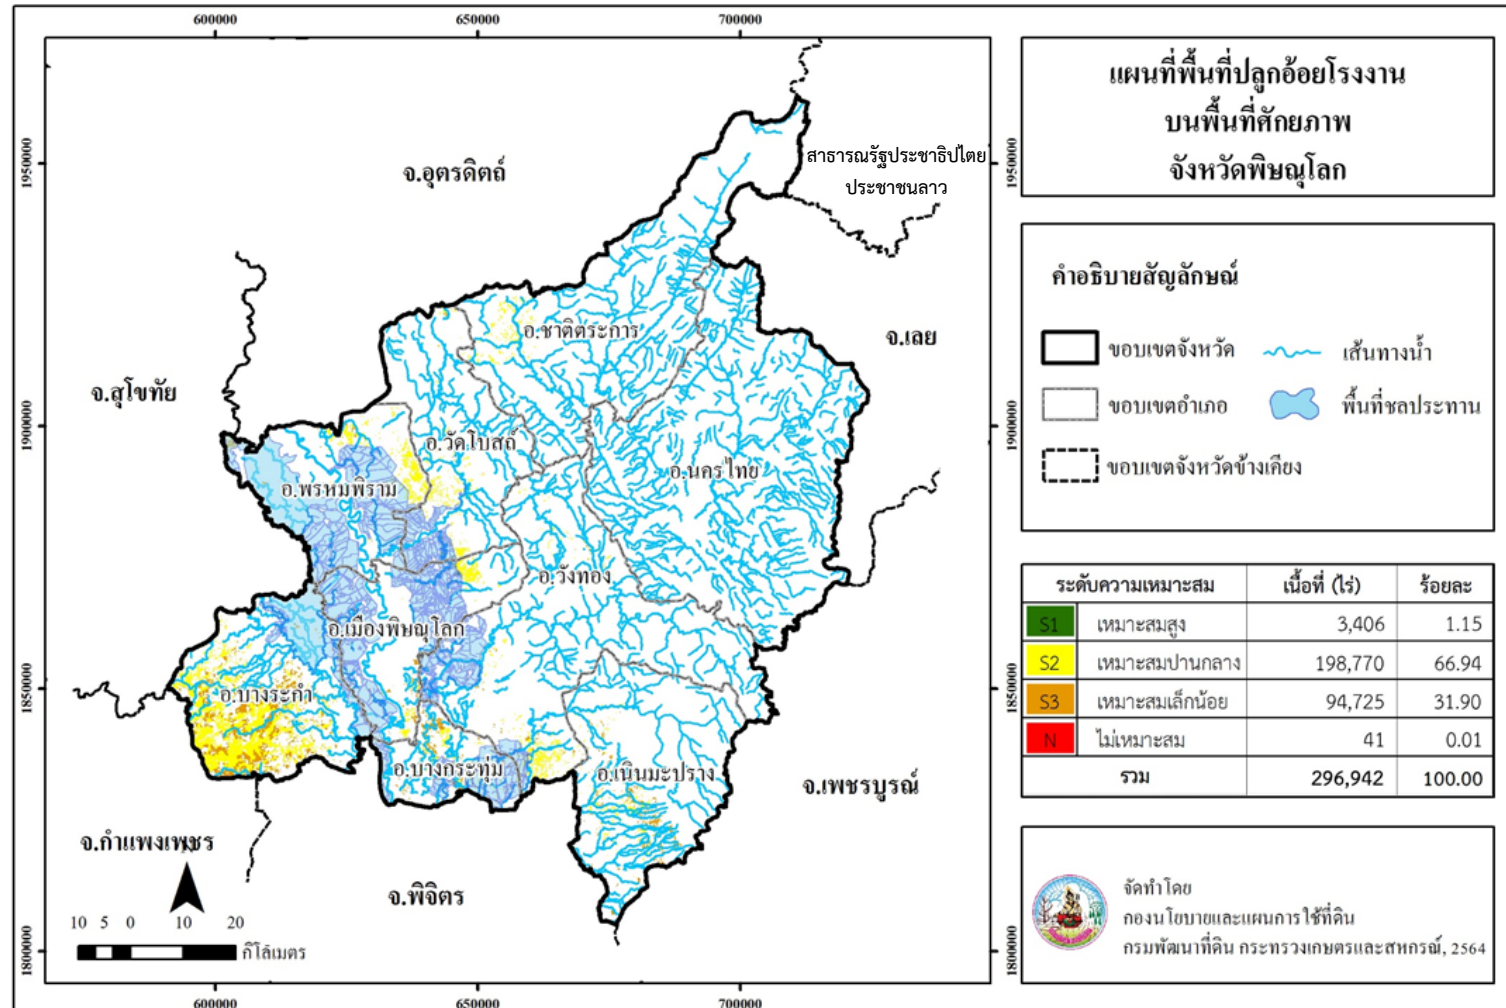 600000 650000 700000
แผนที่พื้นที่ปลูกอ้อยโรงงาน
บนพื้นที่ศักยภาพ
จังหวัดพิษณุโลก
1950000
1950000
จ.อุตรดิตถ์
สาธารณรัฐประชาธิปไตย
ประชาชนลาว
คำอธิบายสัญลักษณ์
ขอบเขตจังหวัด
เส้นทางน้ำ
ขอบเขตอำเภอ
พื้นที่ชลประทาน
ขอบเขตจังหวัดข้างเคียง
อ.ชาติตระการ
จ.เลย
จ.สุโขทัย
1900000
1900000
อ.วัดโบสถ์
อ.นครไทย
อ.พรหมพิราม
อ.วังทอง
อ.เมืองพิษณุโลก
1850000
1850000
อ.บางระกำ
อ.บางกระทุ่ม
อ.เนินมะปราง
จ.เพชรบูรณ์
จ.กำแพงเพชร
จ.พิจิตร
10 5 0 10 20
กิโลเมตร
1800000
1800000
600000 650000 700000
ระดับความเหมาะสม เนื้อที่ (ไร่) ร้อยละ
S1 เหมาะสมสูง 3,406 1.15
S2 เหมาะสมปานกลาง 198,770 66.94
S3 เหมาะสมเล็กน้อย 94,725 31.90
N ไม่เหมาะสม 41 0.01
รวม 296,942 100.00
จัดทำโดย
กองนโยบายและแผนการใช้ที่ดิน
กรมพัฒนาที่ดิน กระทรวงเกษตรและสหกรณ์, 2564